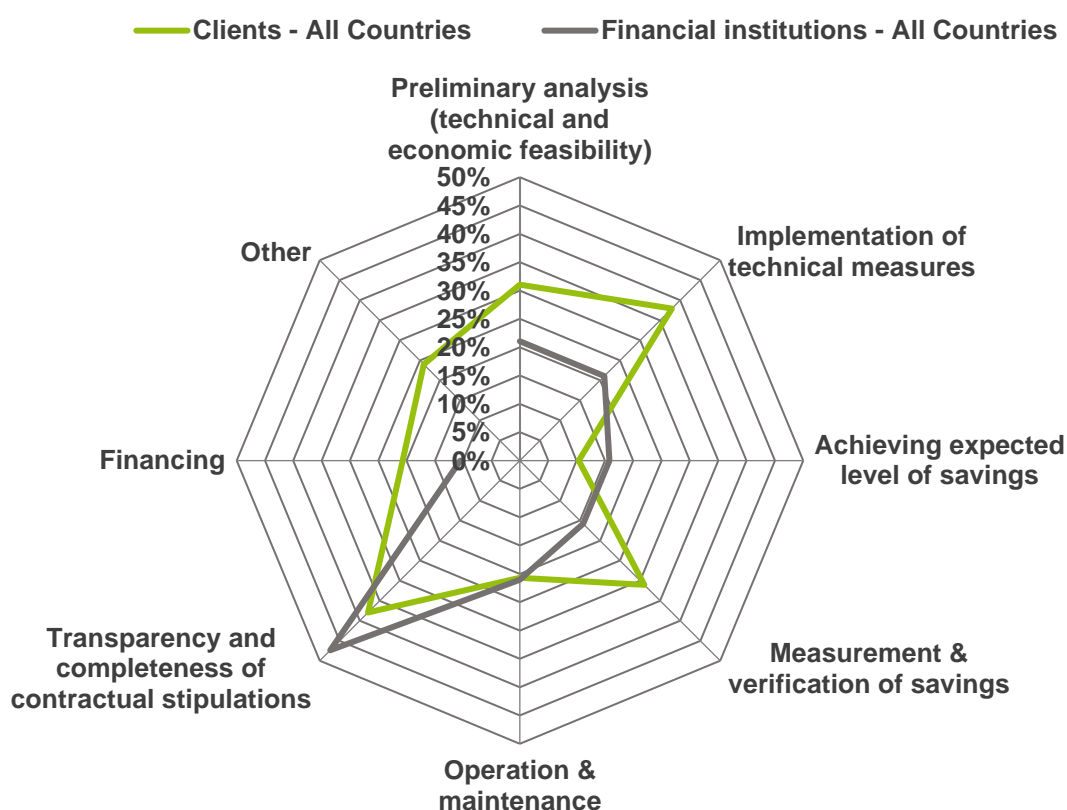 Clients - All Countries
Financial institutions - All Countries
Preliminary analysis
(technical and
economic feasibility)
50%
45%
40%
35%
30%
25%
20%
15%
10%
5%
0%
Implementation of
technical measures
Achieving expected
level of savings
Measurement &
verification of savings
Operation &
maintenance
Transparency and
completeness of
contractual stipulations
Financing
Other